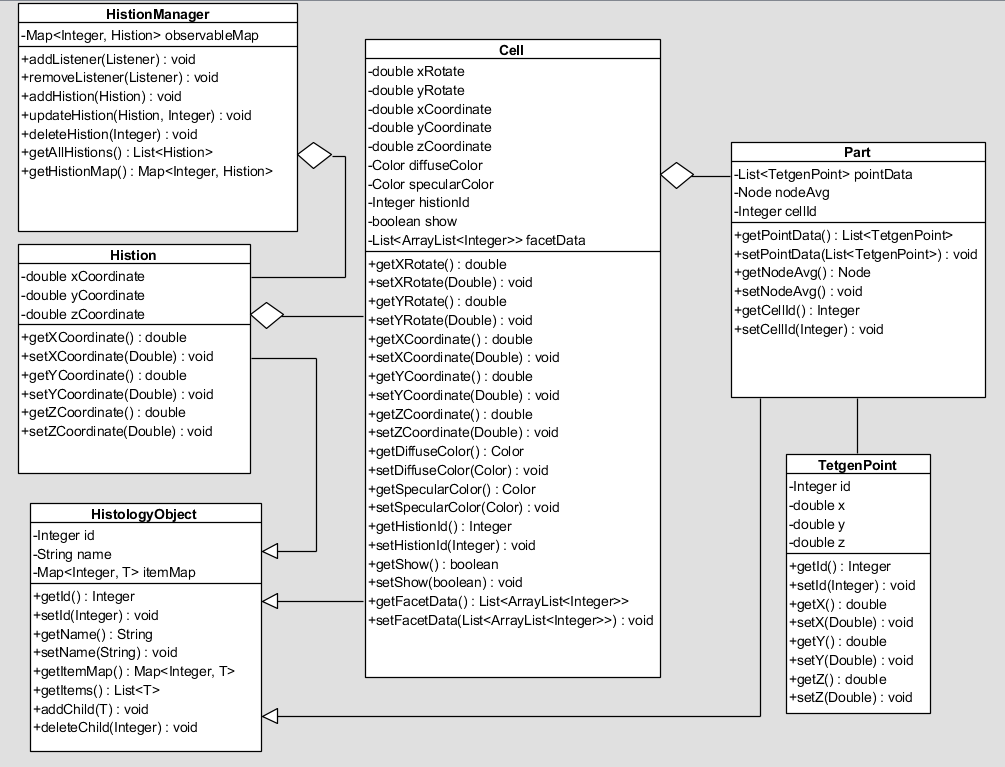 HistionManager
-Map<Integer, Histion> observableMap
+addListener(Listener) : void
+removeListener(Listener) : void
+addHistion(Histion) : void
+updateHistion(Histion, Integer) : void
+deleteHistion(Integer) : void
+getAllHistions() : List<Histion>
+getHistionMap() : Map<Integer, Histion>
Histion
-double xCoordinate
-double yCoordinate
-double zCoordinate
+getXCoordinate() : double
+setXCoordinate(Double) : void
+getYCoordinate() : double
+setYCoordinate(Double) : void
+getZCoordinate() : double
+setZCoordinate(Double) : void
HistologyObject
-Integer id
-String name
-Map<Integer, T> itemMap
+getId() : Integer
+setId(Integer) : void
+getName() : String
+setName(String) : void
+getItemMap() : Map<Integer, T>
+getItems() : List<T>
+addChild(T) : void
+deleteChild(Integer) : void
Cell
-double xRotate
-double yRotate
-double xCoordinate
-double yCoordinate
-double zCoordinate
-Color diffuseColor
-Color specularColor
-Integer histionId
-boolean show
-List<ArrayList<Integer>> facetData
+getXRotate() : double
+setXRotate(Double) : void
+getYRotate() : double
+setYRotate(Double) : void
+getXCoordinate() : double
+setXCoordinate(Double) : void
+getYCoordinate() : double
+setYCoordinate(Double) : void
+getZCoordinate() : double
+setZCoordinate(Double) : void
+getDiffuseColor() : Color
+setDiffuseColor(Color) : void
+getSpecularColor() : Color
+setSpecularColor(Color) : void
+getHistionId() : Integer
+setHistionId(Integer) : void
+getShow() : boolean
+setShow(boolean) : void
+getFacetData() : List<ArrayList<Integer>>
+setFacetData(List<ArrayList<Integer>>) : void
Part
-List<TetgenPoint> pointData
-Node nodeAvg
-Integer cellId
+getPointData() : List<TetgenPoint>
+setPointData(List<TetgenPoint>) : void
+getNodeAvg() : Node
+setNodeAvg() : void
+getCellId() : Integer
+setCellId(Integer) : void
TetgenPoint
-Integer id
-double x
-double y
-double z
+getId() : Integer
+setId(Integer) : void
+getX() : double
+setX(Double) : void
+getY() : double
+setY(Double) : void
+getZ() : double
+setZ(Double) : void